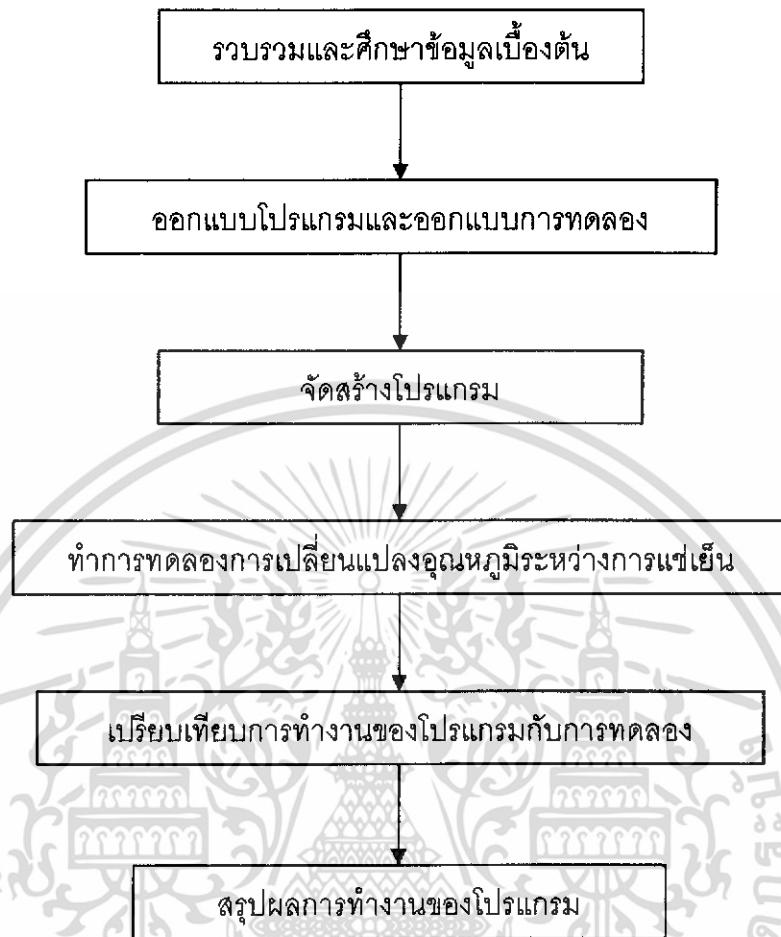 รวบรวมและศึกษาข้อมูลเบื้องต้น
ออกแบบโปรแกรมและออกแบบการทดลอง
จัดสร้างโปรแกรม
ทำการทดลองการเปลี่ยนแปลงอุณหภูมิระหว่างการแช่เย็น
เปรียบเทียบการทำงานของโปรแกรมกับการทดลอง
สรุปผลการทำงานของโปรแกรม